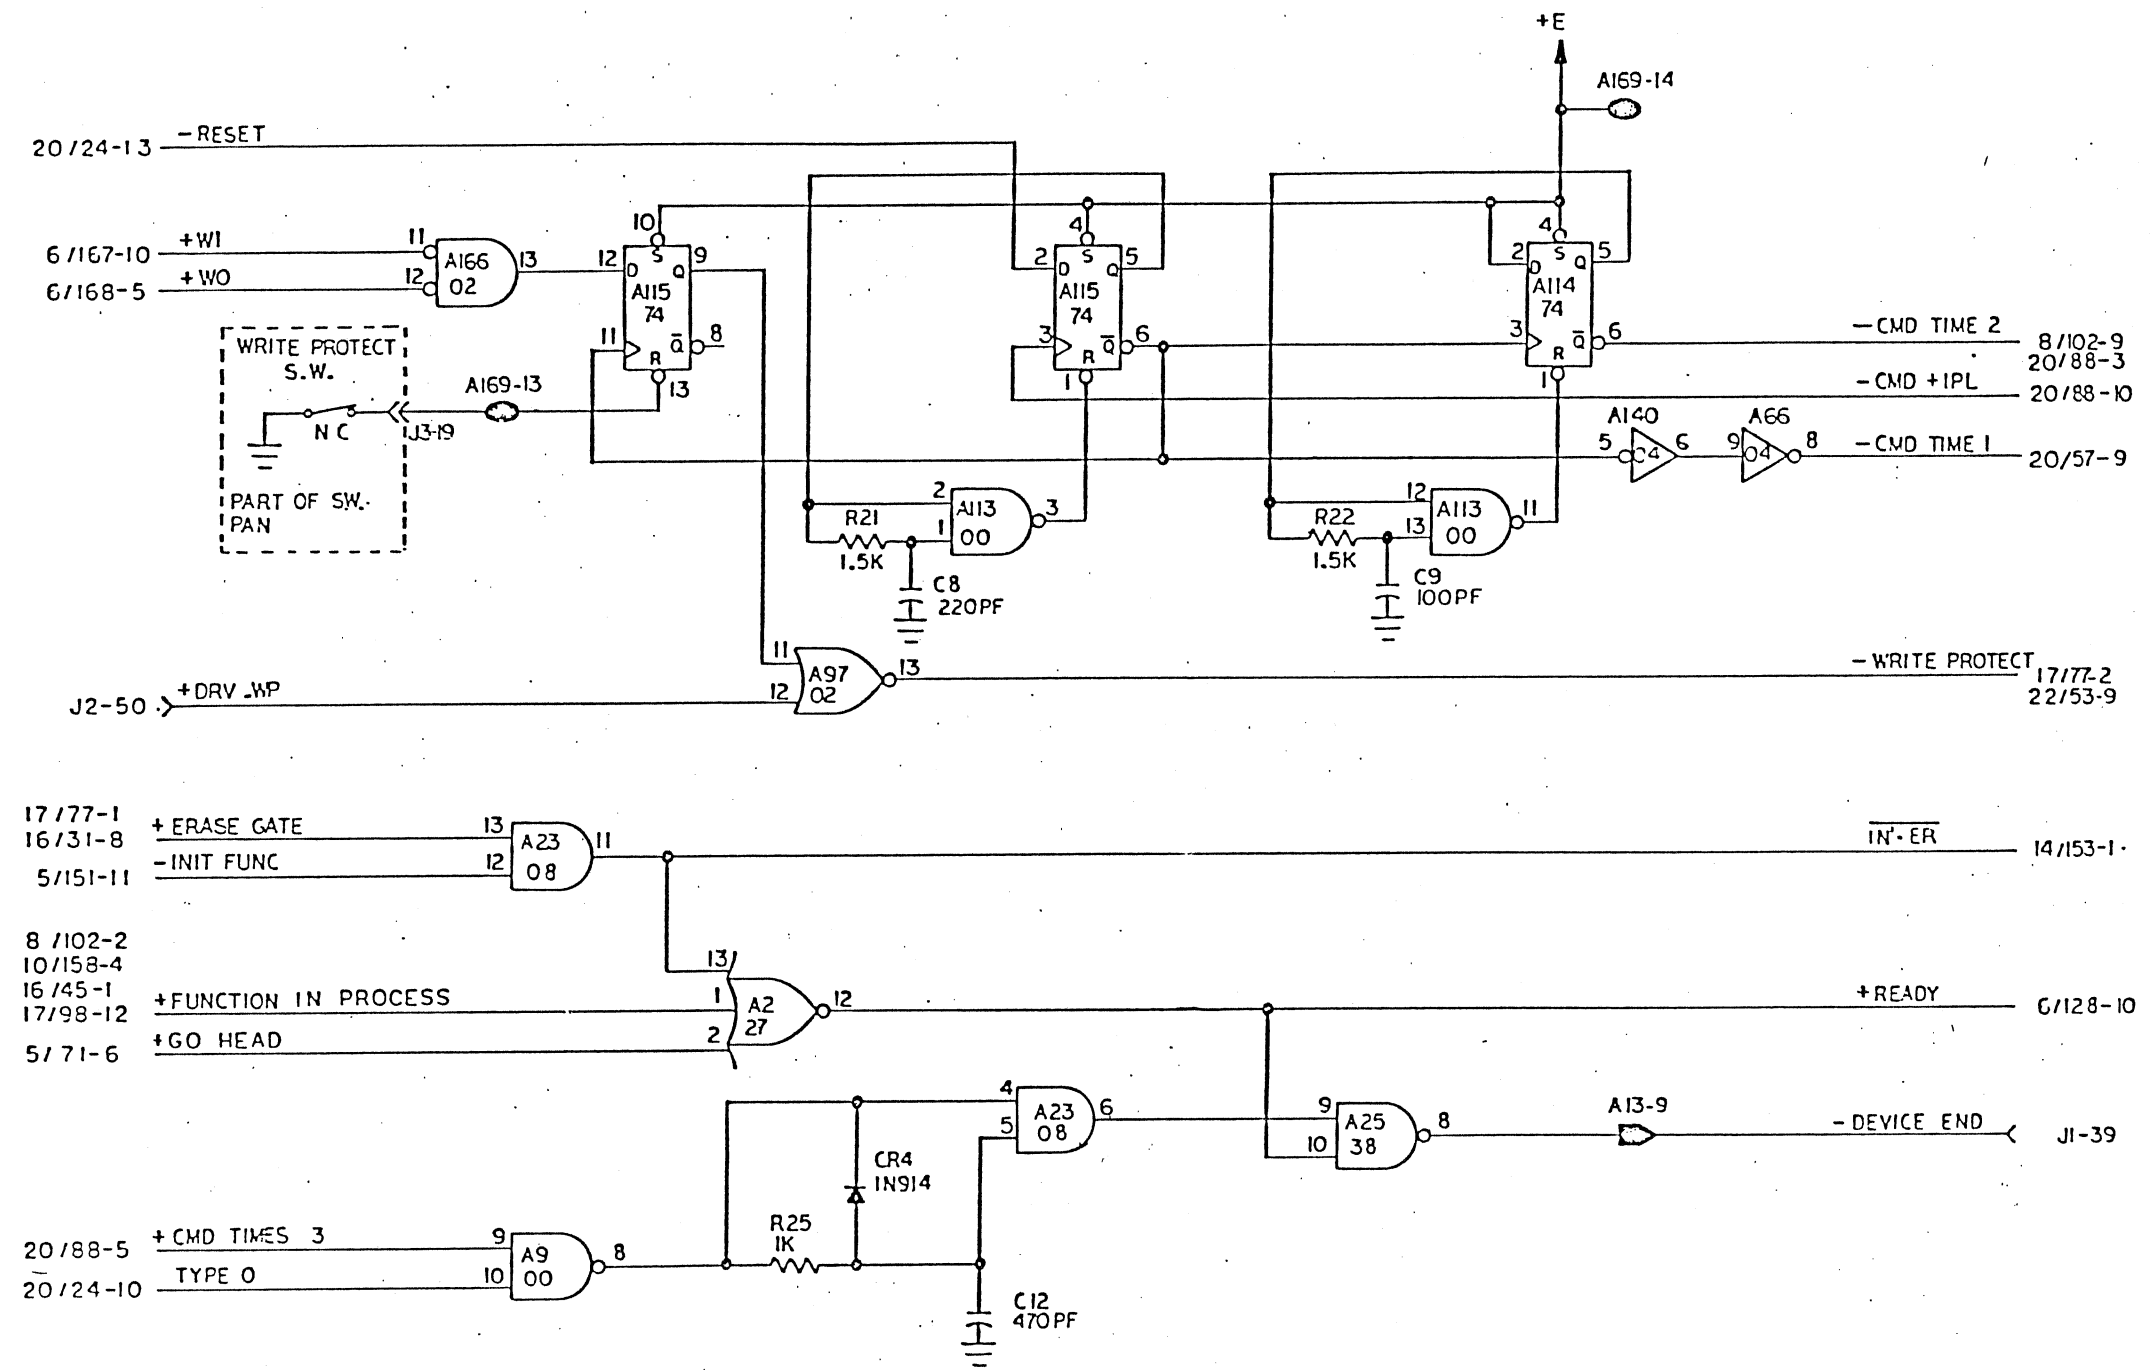 +E
A169-14
20/24-13
-RESET
6/167-10
+W1
11
6/168-5
+WO
12
A166
02
13
12
10
S
D
Q
9
A115
74
11
R
Q̅
8
13
WRITE PROTECT
S.W.
NC
J3-19
PART OF SW.
PAN
A169-13
4
S
2
D
Q
5
A115
74
3
Q̅
6
R
1
4
S
2
D
Q
5
A114
74
3
Q̅
6
R
1
-CMD TIME 2
8/102-9
20/88-3
-CMD +IPL
20/88-10
A140
5
04
6
A66
9
04
8
-CMD TIME 1
20/57-9
2
1
A113
00
3
R21
1.5K
C8
220PF
12
13
A113
00
11
R22
1.5K
C9
100PF
J2-50
+DRV WP
11
12
A97
02
13
-WRITE PROTECT
17/77-2
22/53-9
17/77-1
16/31-8
+ERASE GATE
13
5/151-11
-INIT FUNC
12
A23
08
11
IN·ER
14/153-1
8/102-2
10/158-4
16/45-1
17/98-12
+FUNCTION IN PROCESS
5/71-6
+GO HEAD
13
1
2
A2
27
12
+READY
6/128-10
4
5
A23
08
6
9
10
A25
38
8
A13-9
-DEVICE END
J1-39
CR4
1N914
R25
1K
20/88-5
+CMD TIMES 3
9
20/24-10
TYPE 0
10
A9
00
8
C12
470PF